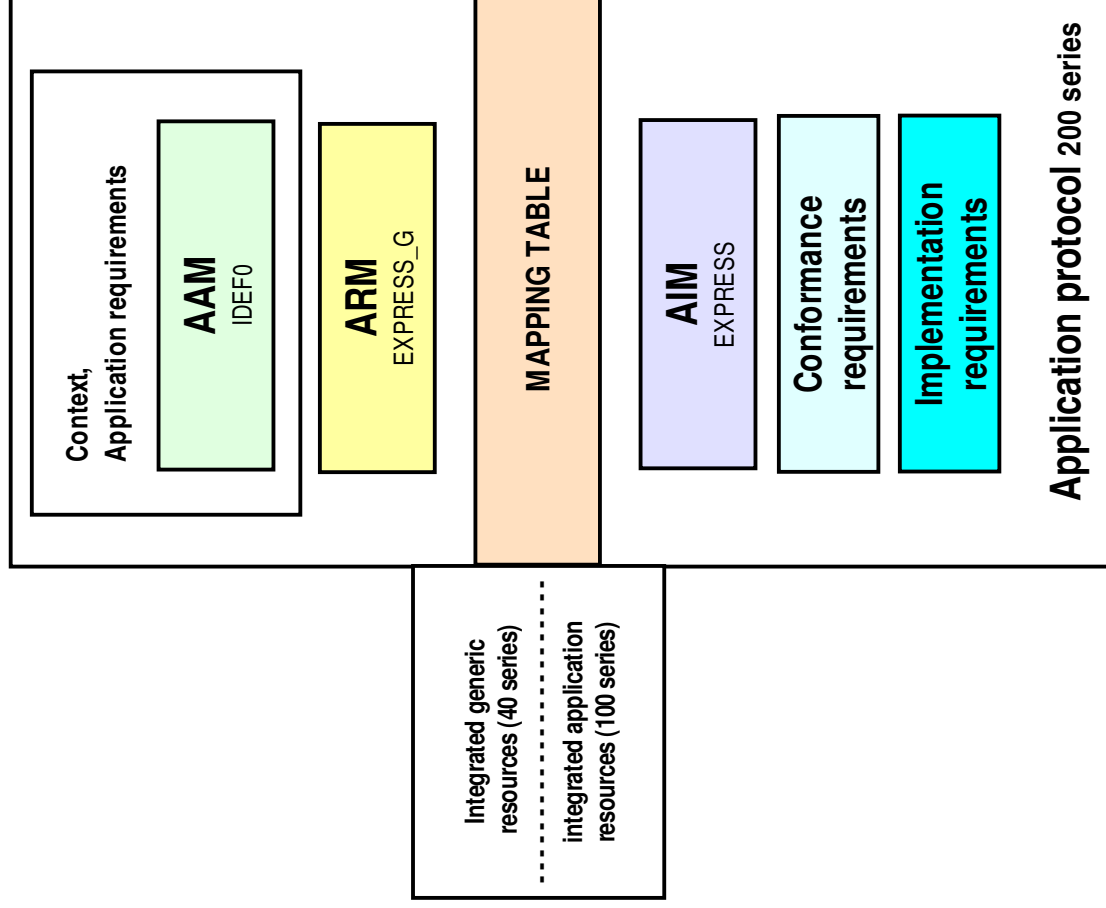 Context,
Application requirements
AAM
IDEF0
ARM
EXPRESS_G
MAPPING TABLE
Integrated generic
resources (40 series)
integrated application
resources (100 series)
AIM
EXPRESS
Conformance
requirements
Implementation
requirements
Application protocol 200 series